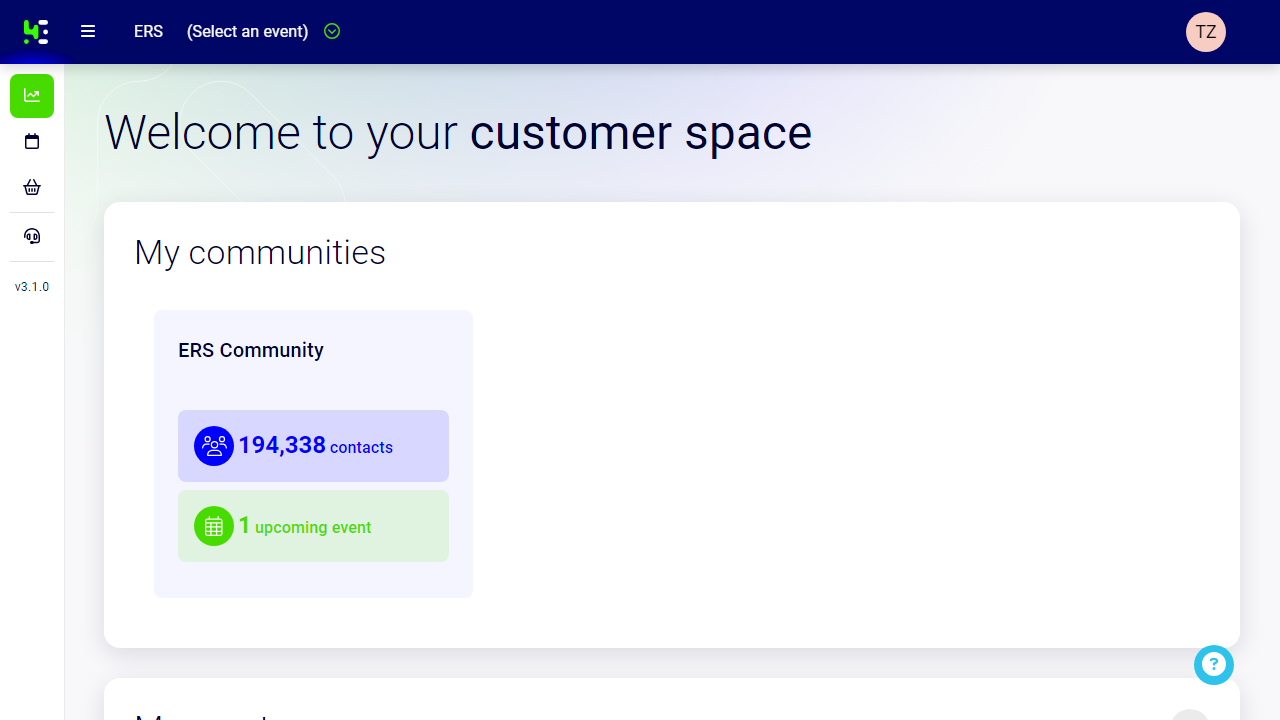 ERS (Select an event)
TZ
v3.1.0
Welcome to your customer space
My communities
ERS Community
194,338 contacts
1 upcoming event
?